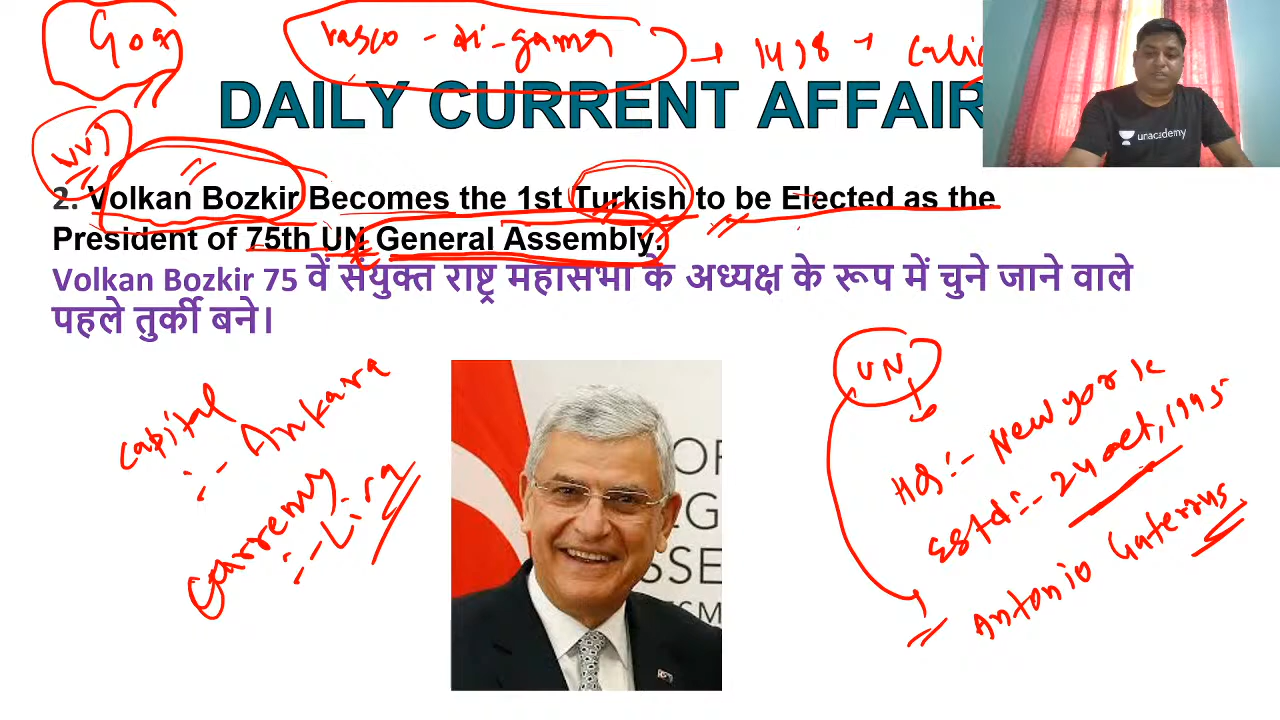 Goa
vasco - di - gama → 1498 →
DAILY CURRENT AFFAIR
unacademy
2. Volkan Bozkir Becomes the 1st Turkish to be Elected as the
President of 75th UN General Assembly.
Volkan Bozkir 75 वें संयुक्त राष्ट्र महासभा के अध्यक्ष के रूप में चुने जाने वाले
पहले तुर्की बने।
capital
:- Ankara
Currency
:- Lira
UN
HQ :- New york
Estd :- 24 oct, 1945
Antonio Guterrus